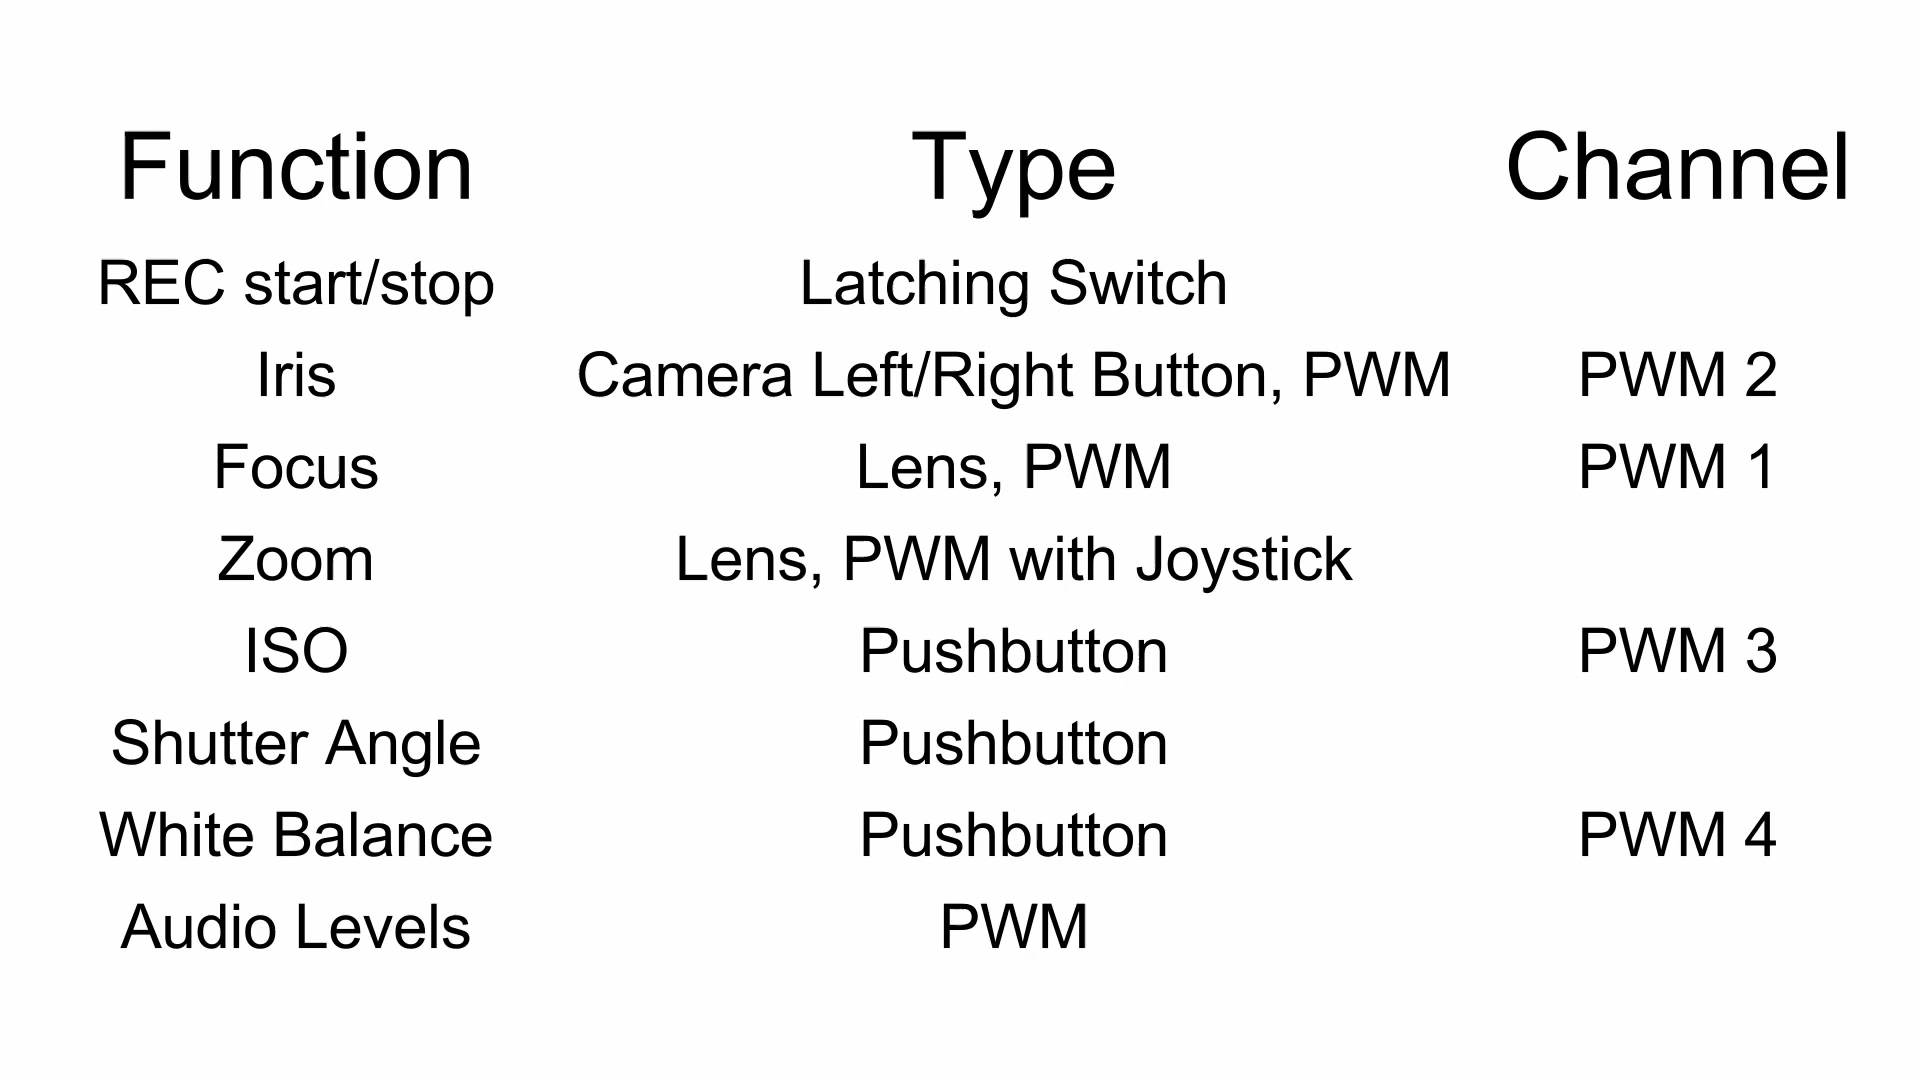 Function Type Channel
REC start/stop Latching Switch
Iris Camera Left/Right Button, PWM PWM 2
Focus Lens, PWM PWM 1
Zoom Lens, PWM with Joystick
ISO Pushbutton PWM 3
Shutter Angle Pushbutton
White Balance Pushbutton PWM 4
Audio Levels PWM